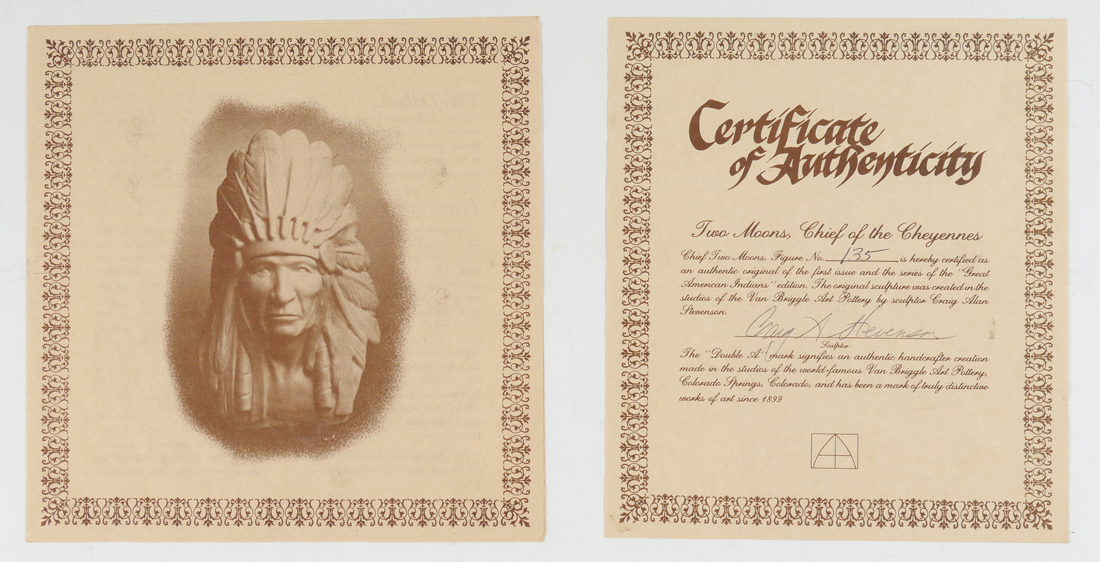 Certificate
of Authenticity
Two Moons, Chief of the Cheyennes
Chief Two Moons, Figure No. 135 is hereby certified as
an authentic original of the first issue and the series of the "Great
American Indians" edition. The original sculpture was created in the
studios of the Van Briggle Art Pottery by sculptor Craig Alan
Stevenson.
Craig A Stevenson
Sculptor
The "Double A" mark signifies an authentic handcrafter creation
made in the studios of the world-famous Van Briggle Art Pottery,
Colorado Springs, Colorado, and has been a mark of truly distinctive
works of art since 1899